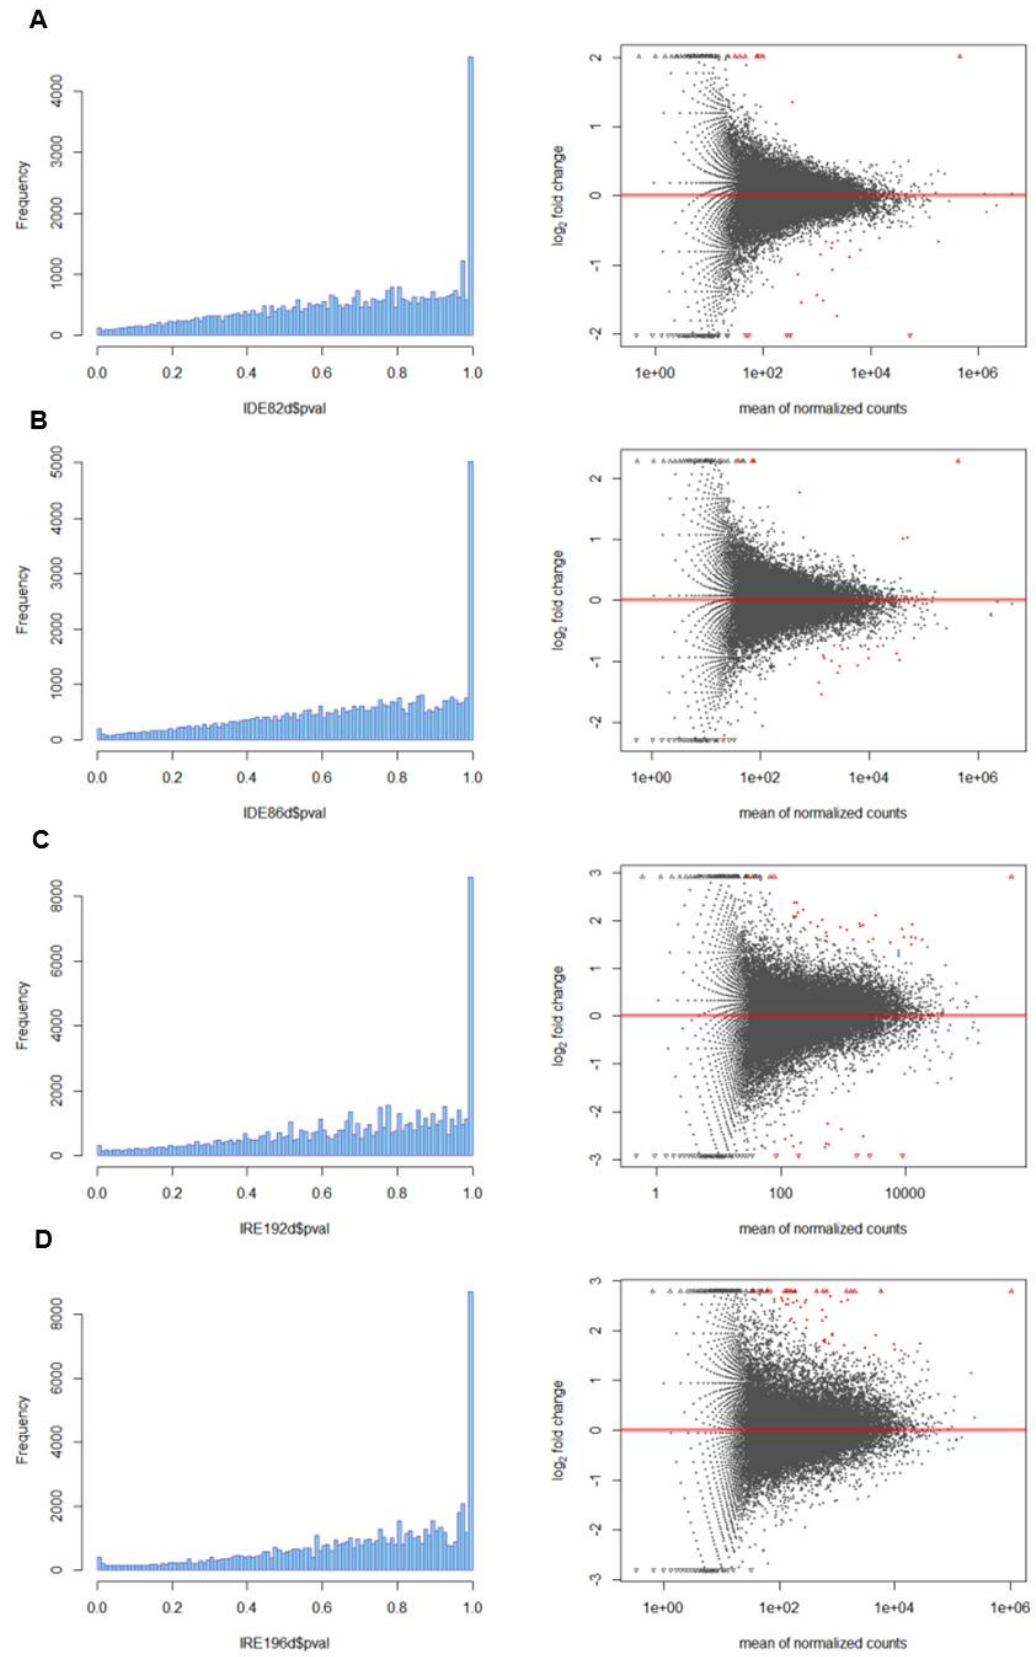 A
Frequency
0
1000
2000
3000
4000
0.0 0.2 0.4 0.6 0.8 1.0
IDE82d$pval
log2 fold change
2
1
0
-1
-2
1e+00 1e+02 1e+04 1e+06
mean of normalized counts
B
Frequency
0
1000
2000
3000
4000
5000
0.0 0.2 0.4 0.6 0.8 1.0
IDE86d$pval
log2 fold change
2
1
0
-1
-2
1e+00 1e+02 1e+04 1e+06
mean of normalized counts
C
Frequency
0
2000
4000
6000
8000
0.0 0.2 0.4 0.6 0.8 1.0
IRE192d$pval
log2 fold change
3
2
1
0
-1
-2
-3
1 100 10000
mean of normalized counts
D
Frequency
0
2000
4000
6000
8000
0.0 0.2 0.4 0.6 0.8 1.0
IRE196d$pval
log2 fold change
3
2
1
0
-1
-2
-3
1e+00 1e+02 1e+04 1e+06
mean of normalized counts